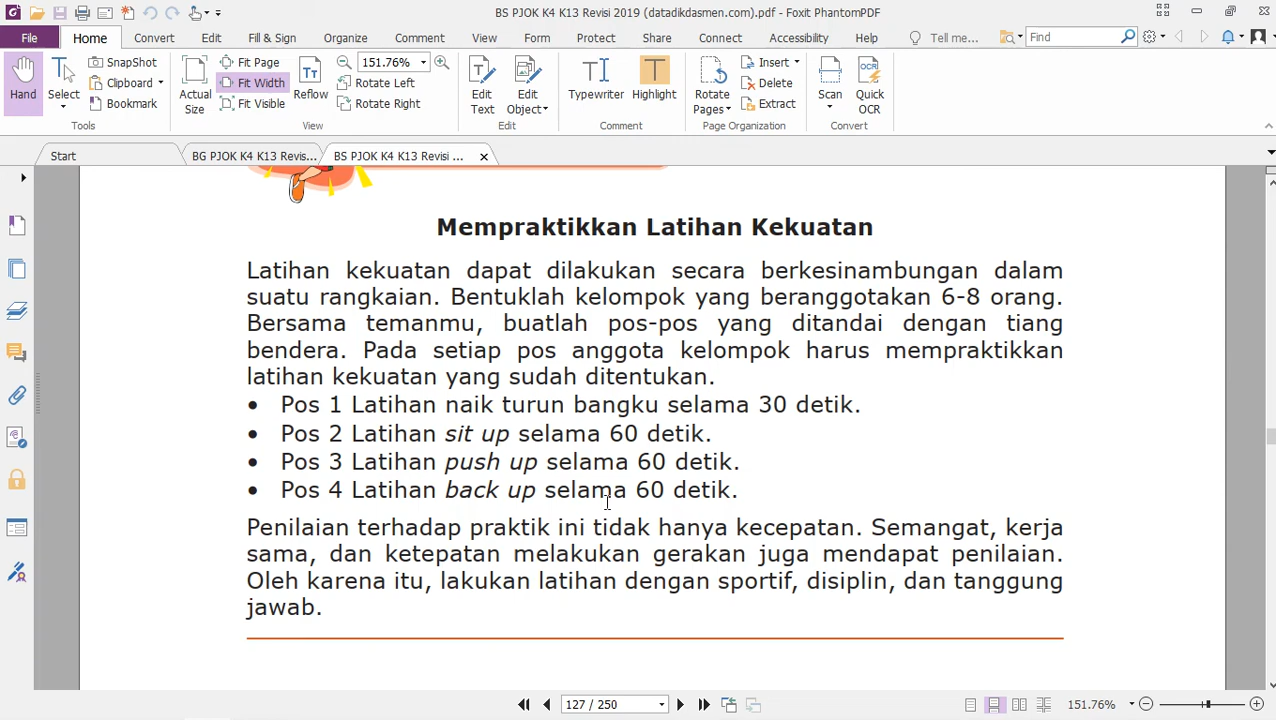 BS PJOK K4 K13 Revisi 2019 (datadikdasmen.com).pdf - Foxit PhantomPDF
File Home Convert Edit Fill & Sign Organize Comment View Form Protect Share Connect Accessibility Help Tell me... Find
Hand
Select
SnapShot
Clipboard
Bookmark
Tools
Actual Size
Fit Page
Fit Width
Fit Visible
Reflow
151.76%
Rotate Left
Rotate Right
View
Edit Text
Edit Object
Edit
Typewriter
Highlight
Comment
Rotate Pages
Insert
Delete
Extract
Page Organization
Scan
Quick OCR
Convert
Start
BG PJOK K4 K13 Revis...
BS PJOK K4 K13 Revisi ...
Mempraktikkan Latihan Kekuatan
Latihan kekuatan dapat dilakukan secara berkesinambungan dalam
suatu rangkaian. Bentuklah kelompok yang beranggotakan 6-8 orang.
Bersama temanmu, buatlah pos-pos yang ditandai dengan tiang
bendera. Pada setiap pos anggota kelompok harus mempraktikkan
latihan kekuatan yang sudah ditentukan.
• Pos 1 Latihan naik turun bangku selama 30 detik.
• Pos 2 Latihan sit up selama 60 detik.
• Pos 3 Latihan push up selama 60 detik.
• Pos 4 Latihan back up selama 60 detik.
Penilaian terhadap praktik ini tidak hanya kecepatan. Semangat, kerja
sama, dan ketepatan melakukan gerakan juga mendapat penilaian.
Oleh karena itu, lakukan latihan dengan sportif, disiplin, dan tanggung
jawab.
127 / 250
151.76%